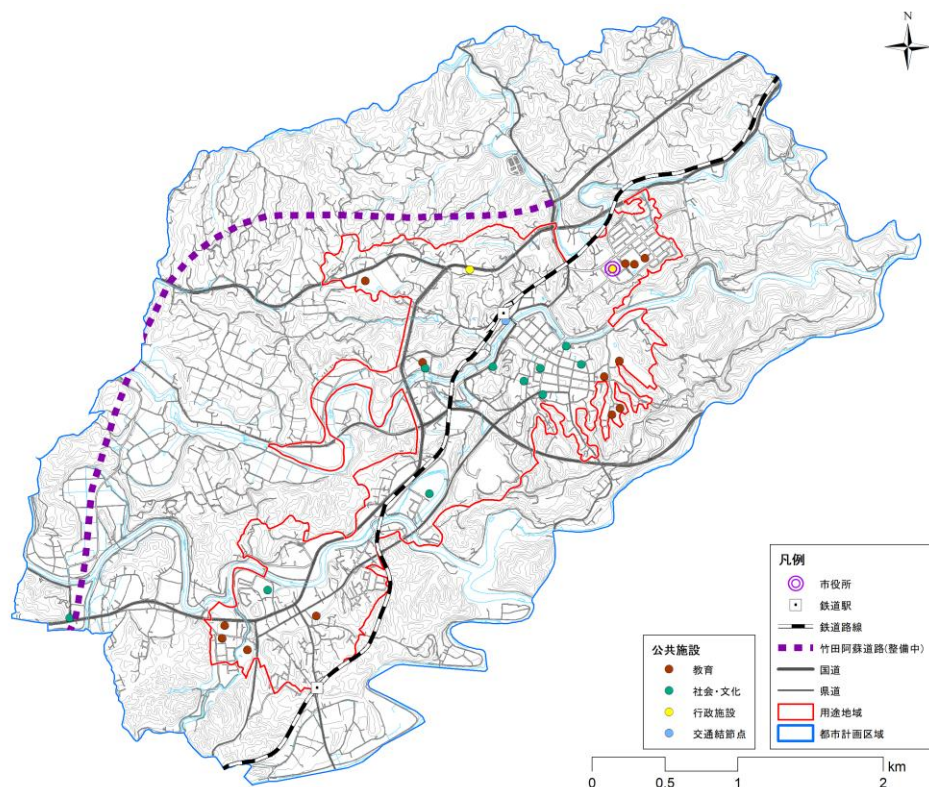 N
凡例
市役所
鉄道駅
鉄道路線
竹田阿蘇道路(整備中)
国道
県道
用途地域
都市計画区域
公共施設
教育
社会・文化
行政施設
交通結節点
km
0 0.5 1 2